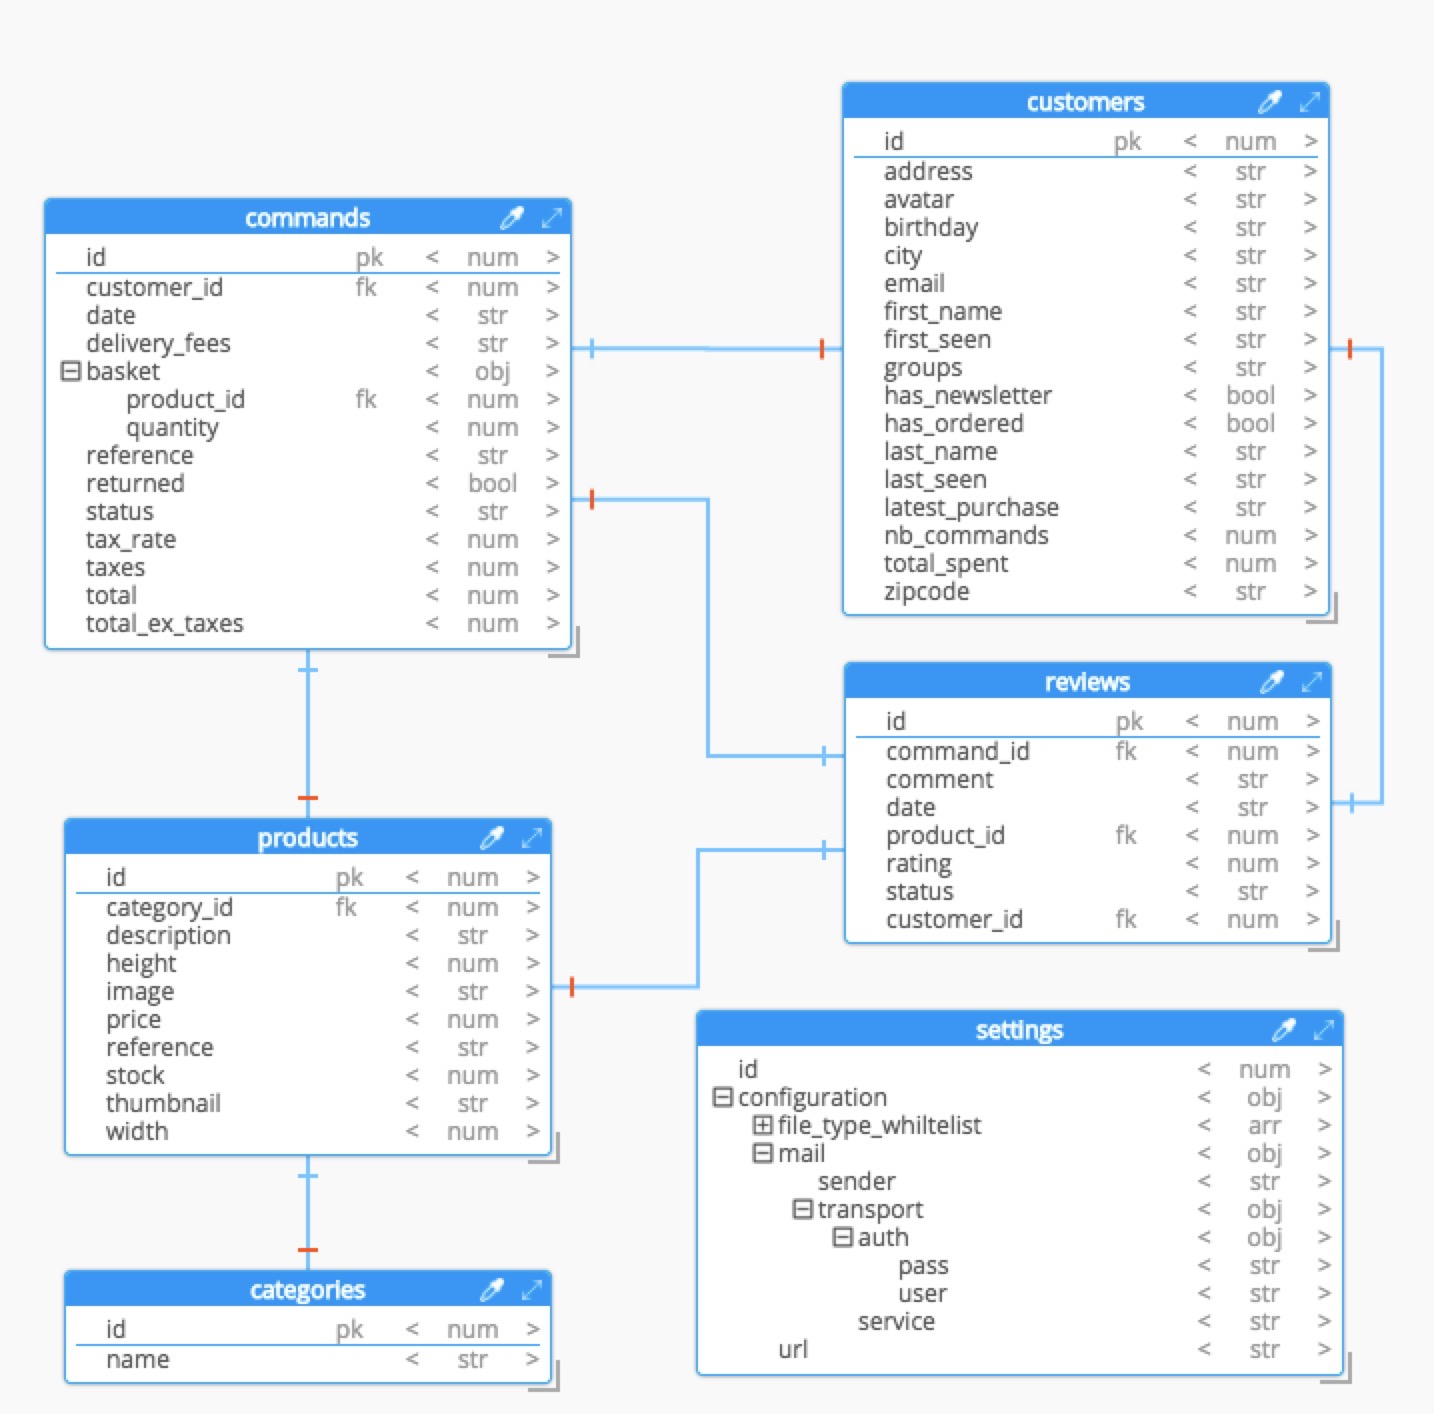 customers
id pk < num >
address < str >
avatar < str >
birthday < str >
city < str >
email < str >
first_name < str >
first_seen < str >
groups < str >
has_newsletter < bool >
has_ordered < bool >
last_name < str >
last_seen < str >
latest_purchase < str >
nb_commands < num >
total_spent < num >
zipcode < str >
commands
id pk < num >
customer_id fk < num >
date < str >
delivery_fees < str >
basket < obj >
product_id fk < num >
quantity < num >
reference < str >
returned < bool >
status < str >
tax_rate < num >
taxes < num >
total < num >
total_ex_taxes < num >
reviews
id pk < num >
command_id fk < num >
comment < str >
date < str >
product_id fk < num >
rating < num >
status < str >
customer_id fk < num >
products
id pk < num >
category_id fk < num >
description < str >
height < num >
image < str >
price < num >
reference < str >
stock < num >
thumbnail < str >
width < num >
settings
id < num >
configuration < obj >
file_type_whiltelist < arr >
mail < obj >
sender < str >
transport < obj >
auth < obj >
pass < str >
user < str >
service < str >
url < str >
categories
id pk < num >
name < str >